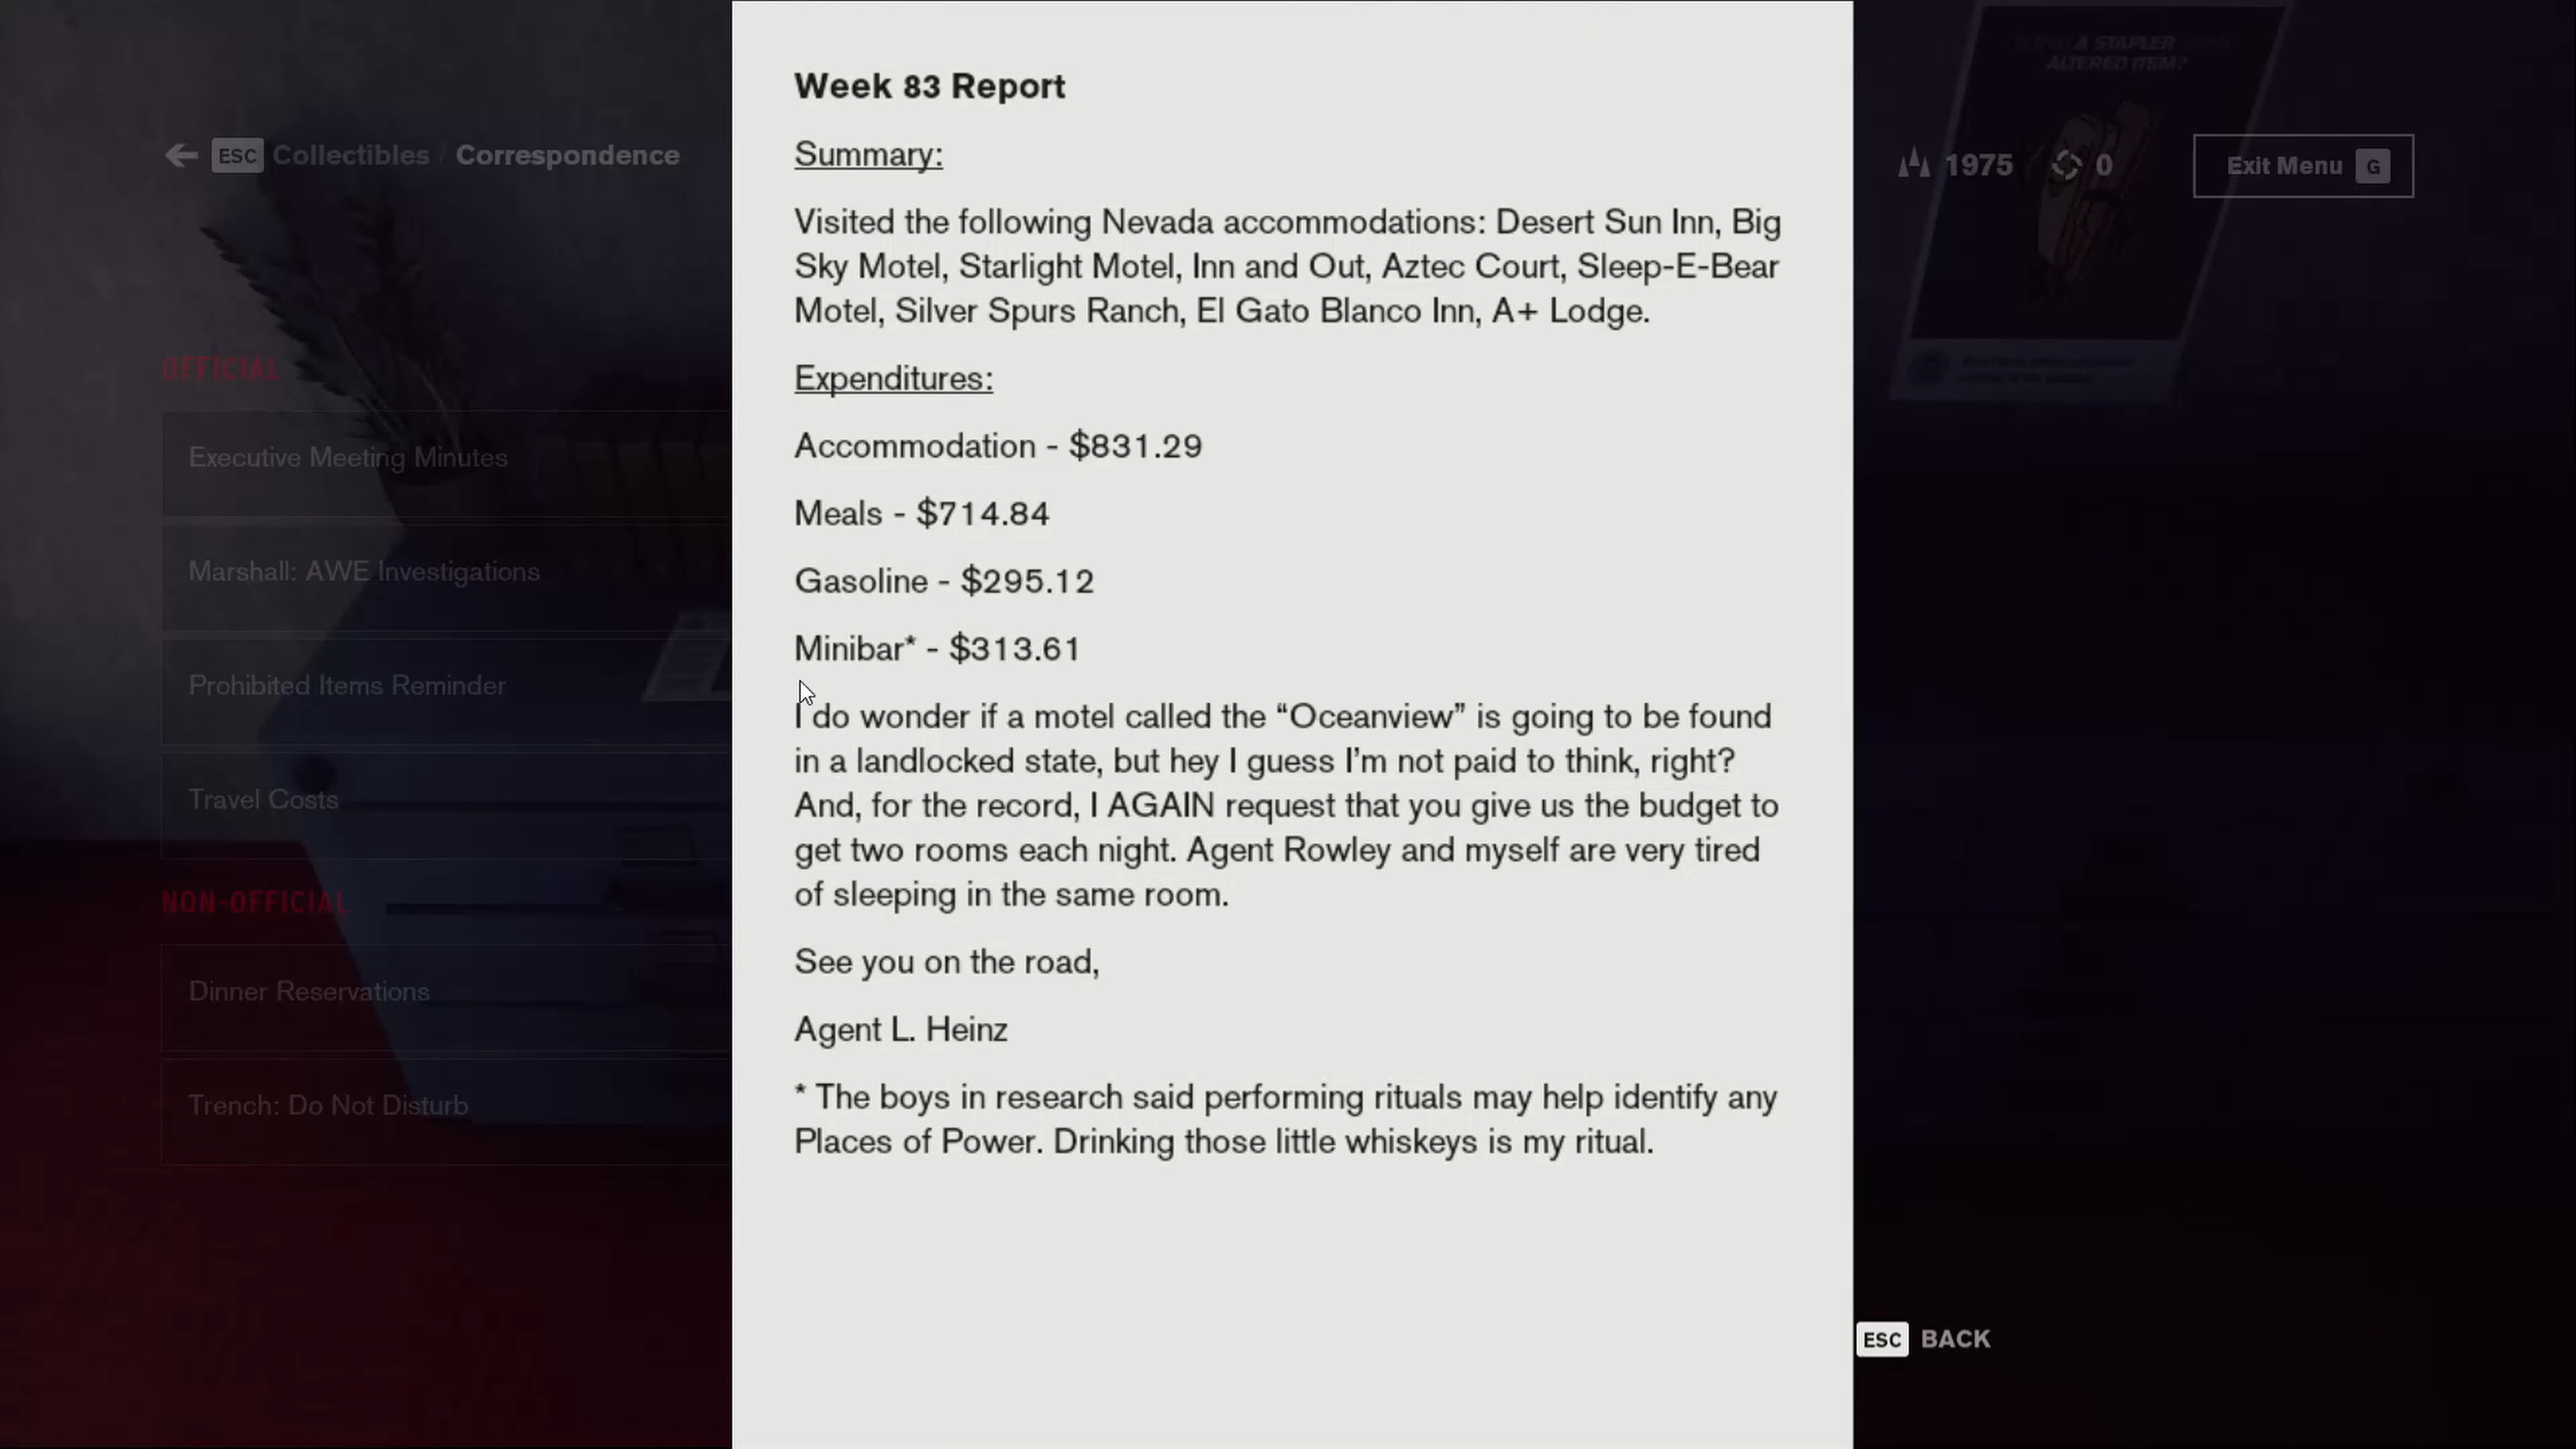 Week 83 Report
Summary:
Visited the following Nevada accommodations: Desert Sun Inn, Big
Sky Motel, Starlight Motel, Inn and Out, Aztec Court, Sleep-E-Bear
Motel, Silver Spurs Ranch, El Gato Blanco Inn, A+ Lodge.
Expenditures:
Accommodation - $831.29
Meals - $714.84
Gasoline - $295.12
Minibar* - $313.61
I do wonder if a motel called the “Oceanview” is going to be found
in a landlocked state, but hey I guess I’m not paid to think, right?
And, for the record, I AGAIN request that you give us the budget to
get two rooms each night. Agent Rowley and myself are very tired
of sleeping in the same room.
See you on the road,
Agent L. Heinz
* The boys in research said performing rituals may help identify any
Places of Power. Drinking those little whiskeys is my ritual.
ESC Collectibles / Correspondence
OFFICIAL
Executive Meeting Minutes
Marshall: AWE Investigations
Prohibited Items Reminder
Travel Costs
NON-OFFICIAL
Dinner Reservations
Trench: Do Not Disturb
A STAPLER
ALTERED ITEM?
1975
0
Exit Menu G
ESC BACK